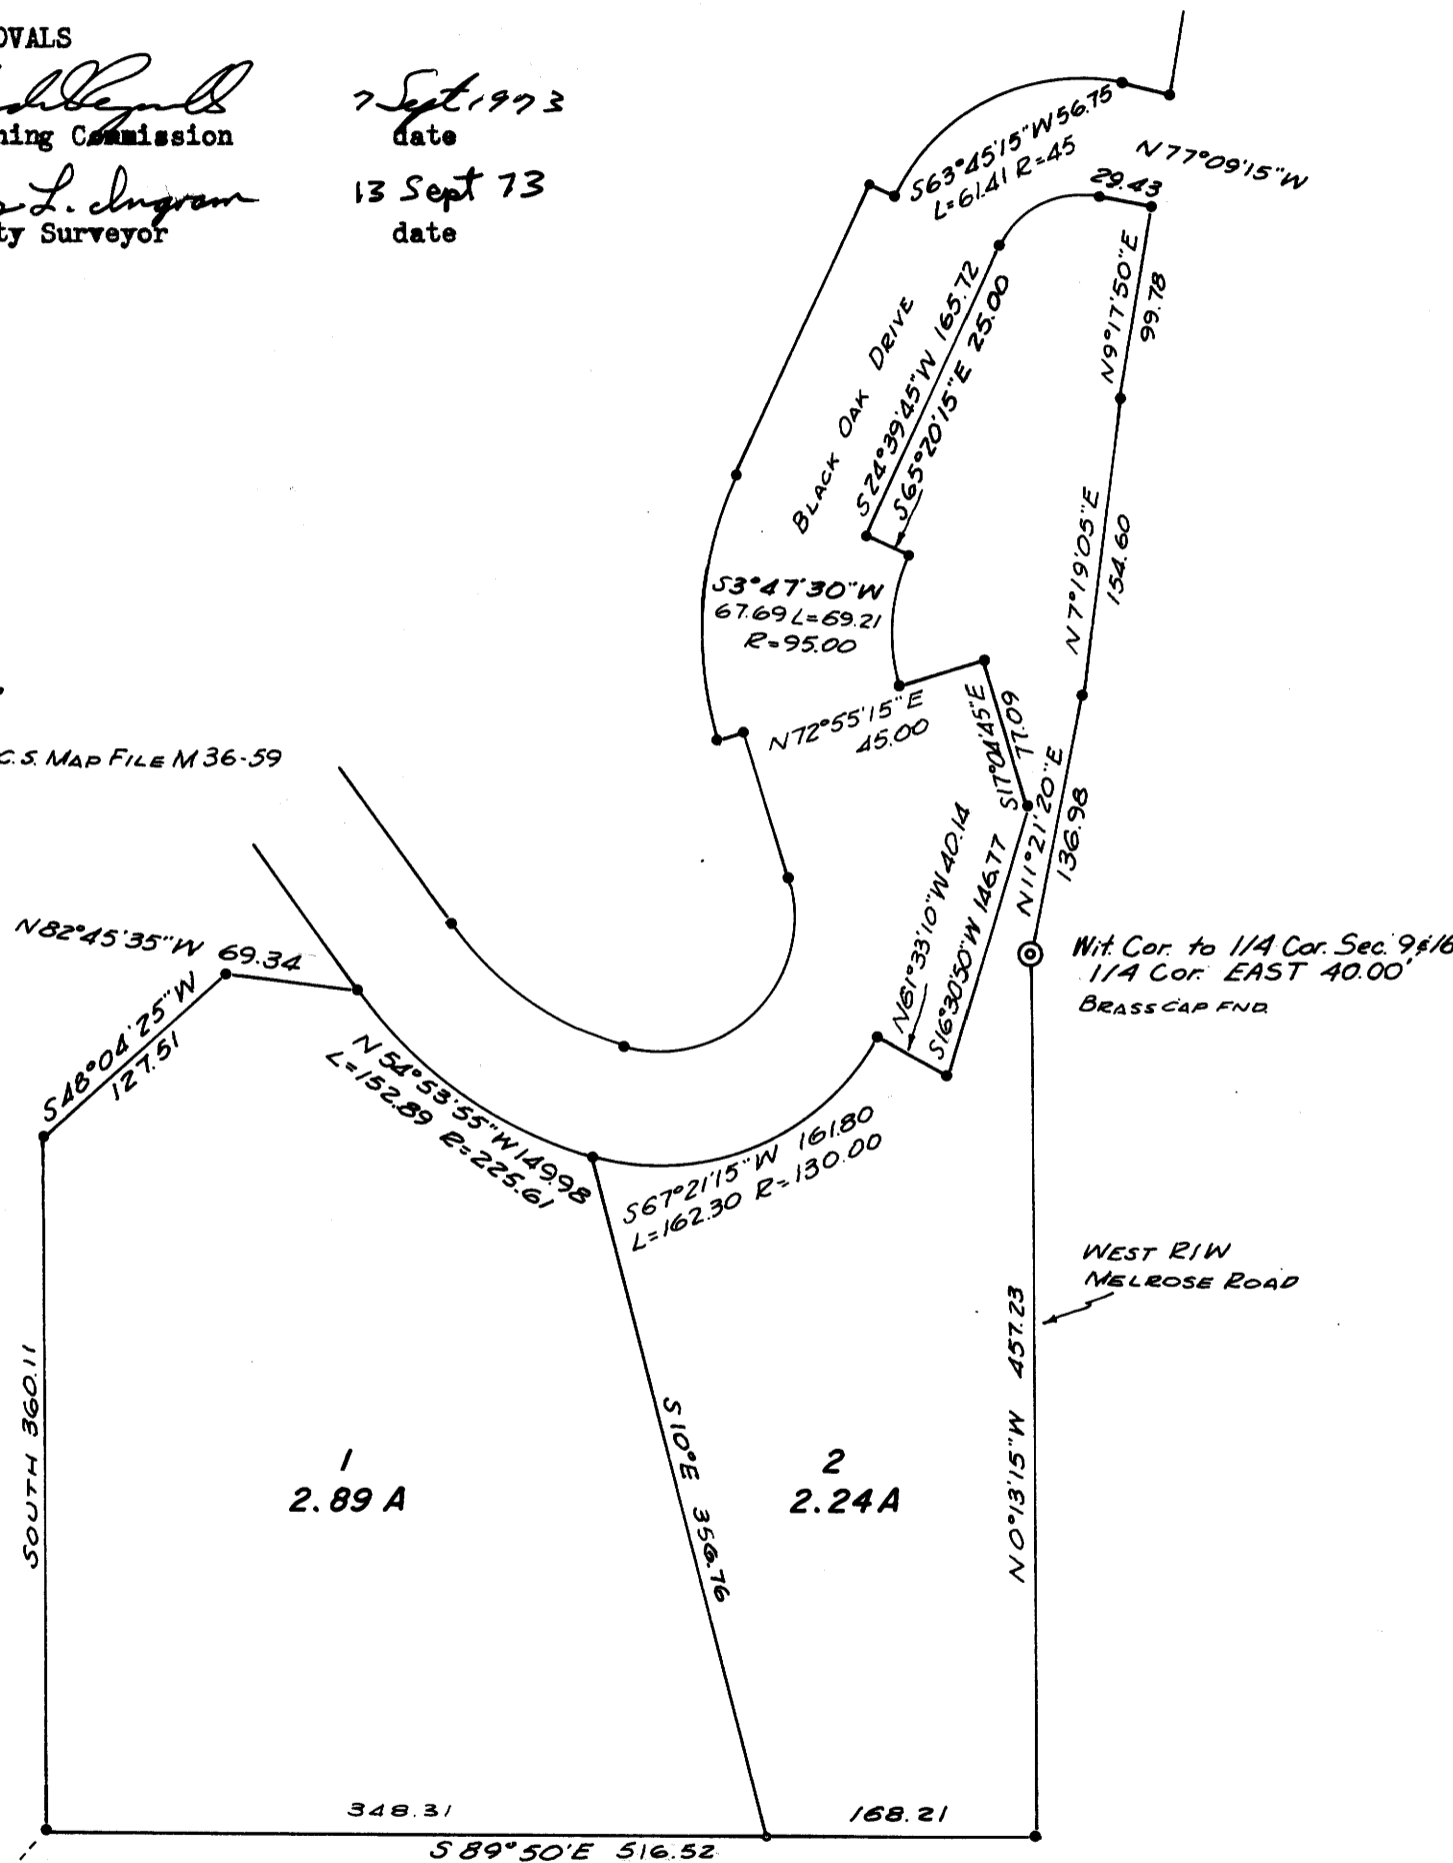 OVALS
7 Sept 1973
ning Commission date
L. Ingram 13 Sept 73
ty Surveyor date
S63°45'15"W 56.75
L=61.41 R=45
N77°09'15"W
29.43
N9°17'50"E
99.78
BLACK OAK DRIVE
S24°39'45"W 165.72
S65°20'15"E 25.00
N7°19'05"E
154.60
S3°47'30"W
67.69 L=69.21
R=95.00
N72°55'15"E
45.00
S17°04'45"E
77.09
C.S. MAP FILE M 36-59
N11°21'20"E
136.98
N61°33'10"W 40.14
S16°30'50"W 146.77
N82°45'35"W 69.34
Wit. Cor. to 1/4 Cor. Sec. 9&16
1/4 Cor. EAST 40.00'
BRASS CAP FND.
S48°04'25"W
127.51
N54°53'55"W 149.98
L=152.89 R=225.61
S67°21'15"W 161.80
L=162.30 R=130.00
WEST R/W
MELROSE ROAD
SOUTH 360.11
S10°E 356.76
N0°13'15"W 457.23
1
2.89 A
2
2.24 A
348.31
168.21
S89°50'E 516.52